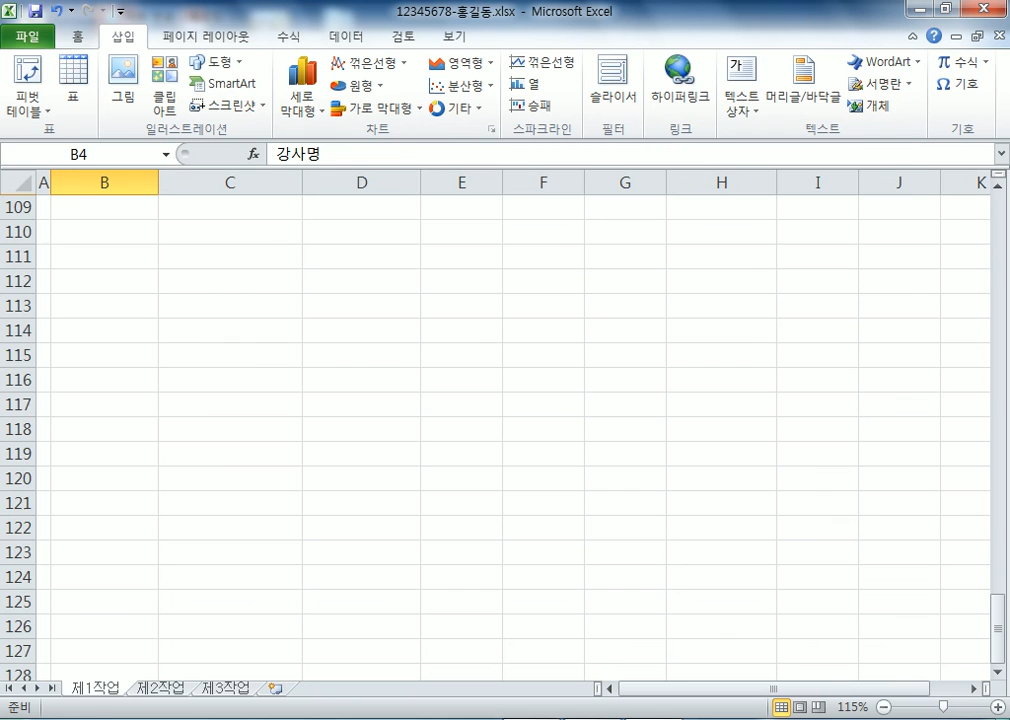 12345678-홍길동.xlsx - Microsoft Excel
파일 홈 삽입 페이지 레이아웃 수식 데이터 검토 보기
피벗 테이블 표 그림 클립 아트 도형 SmartArt 스크린샷 세로 막대형 꺾은선형 원형 가로 막대형 영역형 분산형 기타 꺾은선형 열 승패 슬라이서 하이퍼링크 텍스트 상자 머리글/바닥글 WordArt 서명란 개체 π 수식 Ω 기호
표 일러스트레이션 차트 스파크라인 필터 링크 텍스트 기호
B4 fx 강사명
A B C D E F G H I J K
109
110
111
112
113
114
115
116
117
118
119
120
121
122
123
124
125
126
127
128
제1작업 제2작업 제3작업
준비 115%